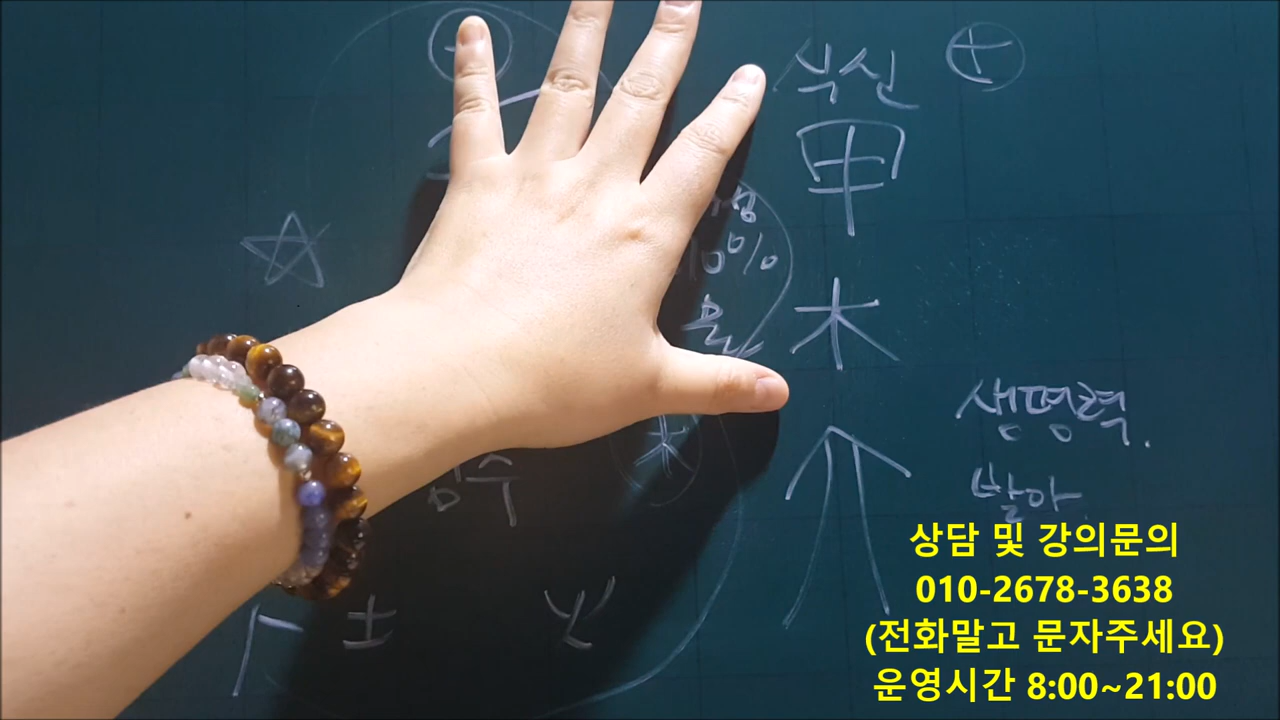 식신 +
甲
木
10%
생명력.
발아
상담 및 강의문의
010-2678-3638
(전화말고 문자주세요)
운영시간 8:00~21:00